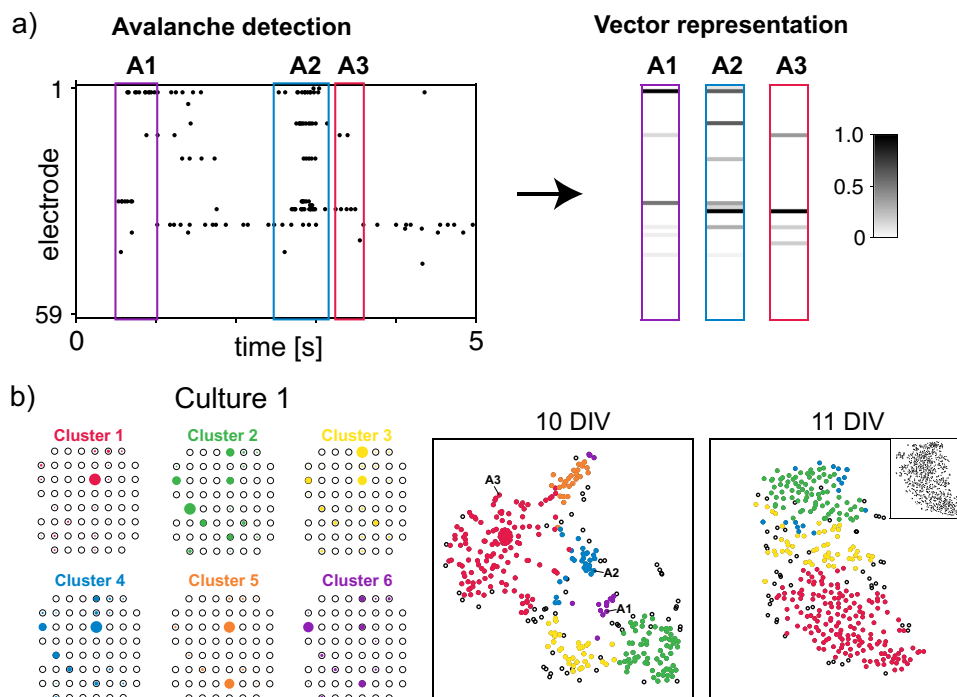 a)
Avalanche detection
Vector representation
A1 A2 A3
A1 A2 A3
1
electrode
59
0
5
time [s]
1.0
0.5
0
b)
Culture 1
10 DIV
11 DIV
Cluster 1
Cluster 2
Cluster 3
A3
A2
A1
Cluster 4
Cluster 5
Cluster 6